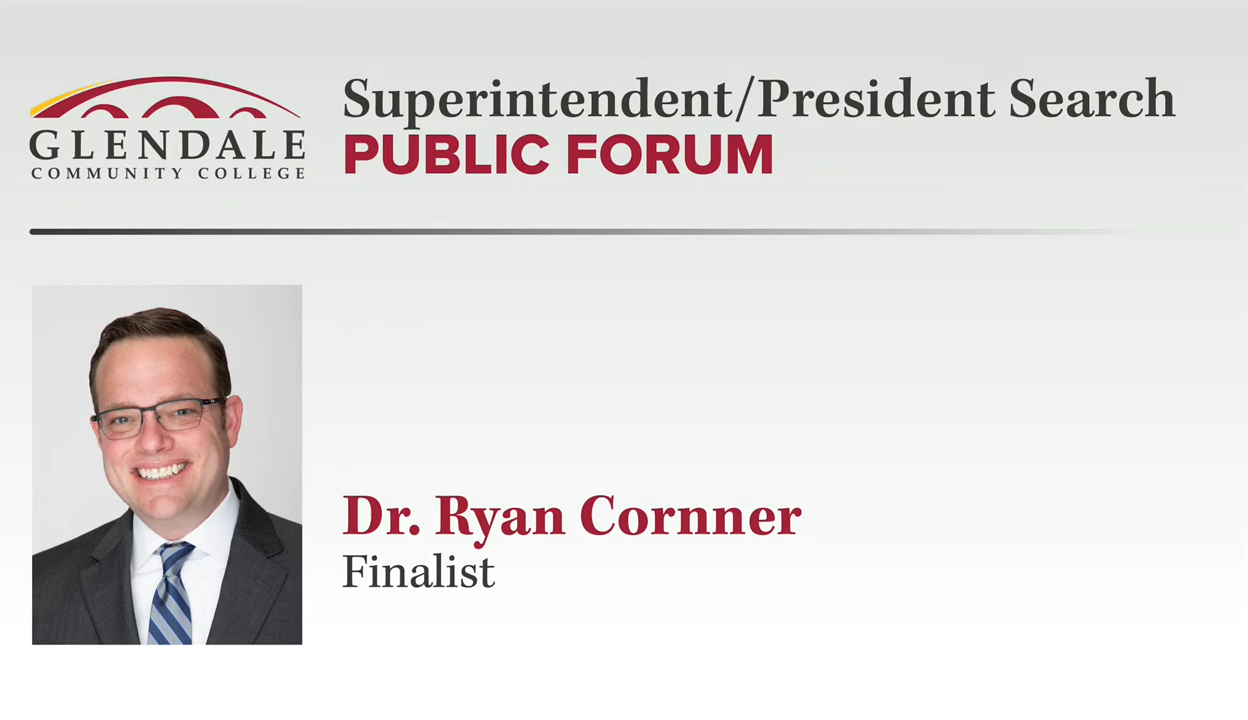 GLENDALE
COMMUNITY COLLEGE
Superintendent/President Search
PUBLIC FORUM
Dr. Ryan Cornner
Finalist